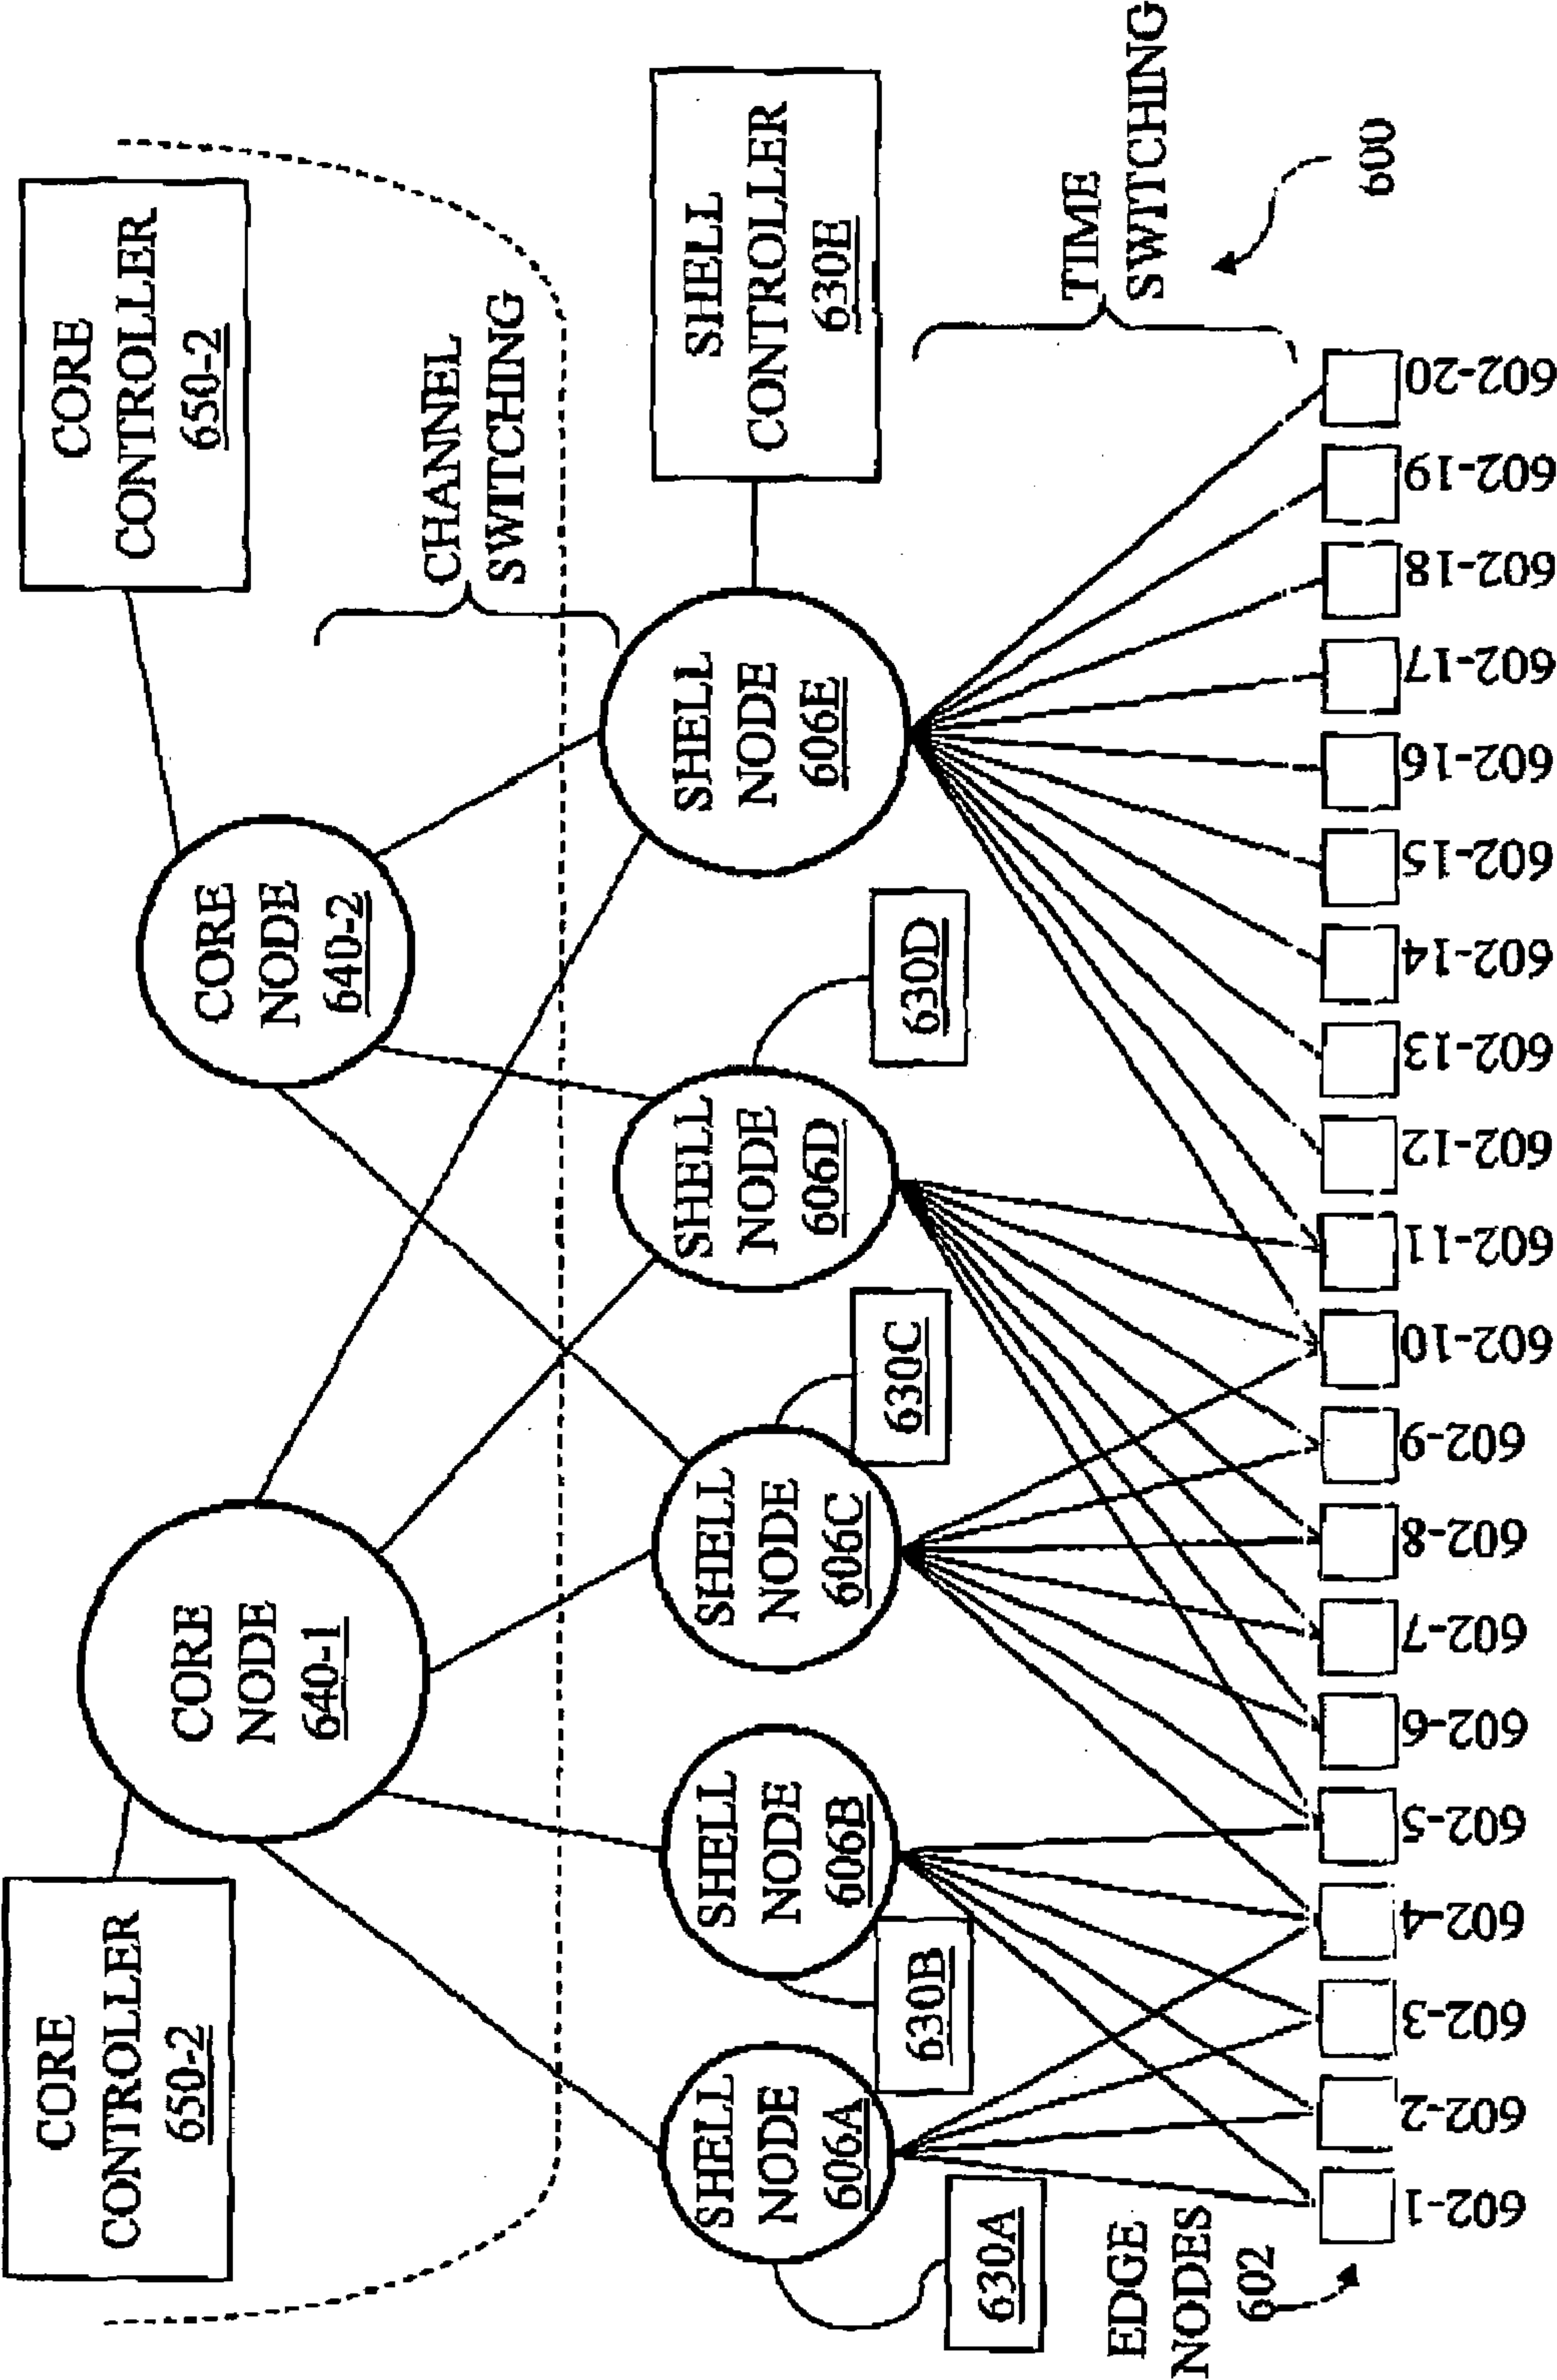 CORE
CONTROLLER
650-2
CORE
CONTROLLER
650-2
CORE
NODE
640-1
CORE
NODE
640-2
CHANNEL
SWITCHING
SHELL
NODE
606A
SHELL
NODE
606B
SHELL
NODE
606C
SHELL
NODE
606D
SHELL
NODE
606E
SHELL
CONTROLLER
630E
630A
630B
630C
630D
TIME
SWITCHING
EDGE
NODES
602
602-1
602-2
602-3
602-4
602-5
602-6
602-7
602-8
602-9
602-10
602-11
602-12
602-13
602-14
602-15
602-16
602-17
602-18
602-19
602-20
600